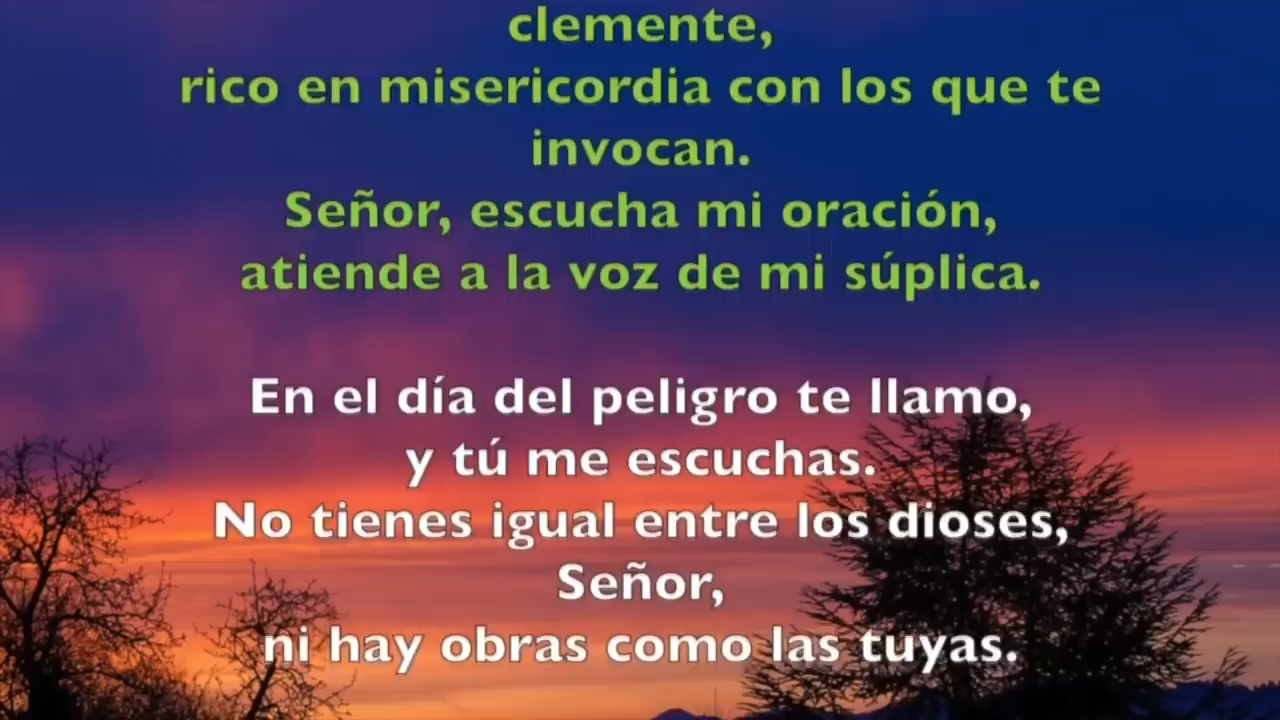 clemente,
rico en misericordia con los que te
invocan.
Señor, escucha mi oración,
atiende a la voz de mi súplica.
En el día del peligro te llamo,
y tú me escuchas.
No tienes igual entre los dioses,
Señor,
ni hay obras como las tuyas.